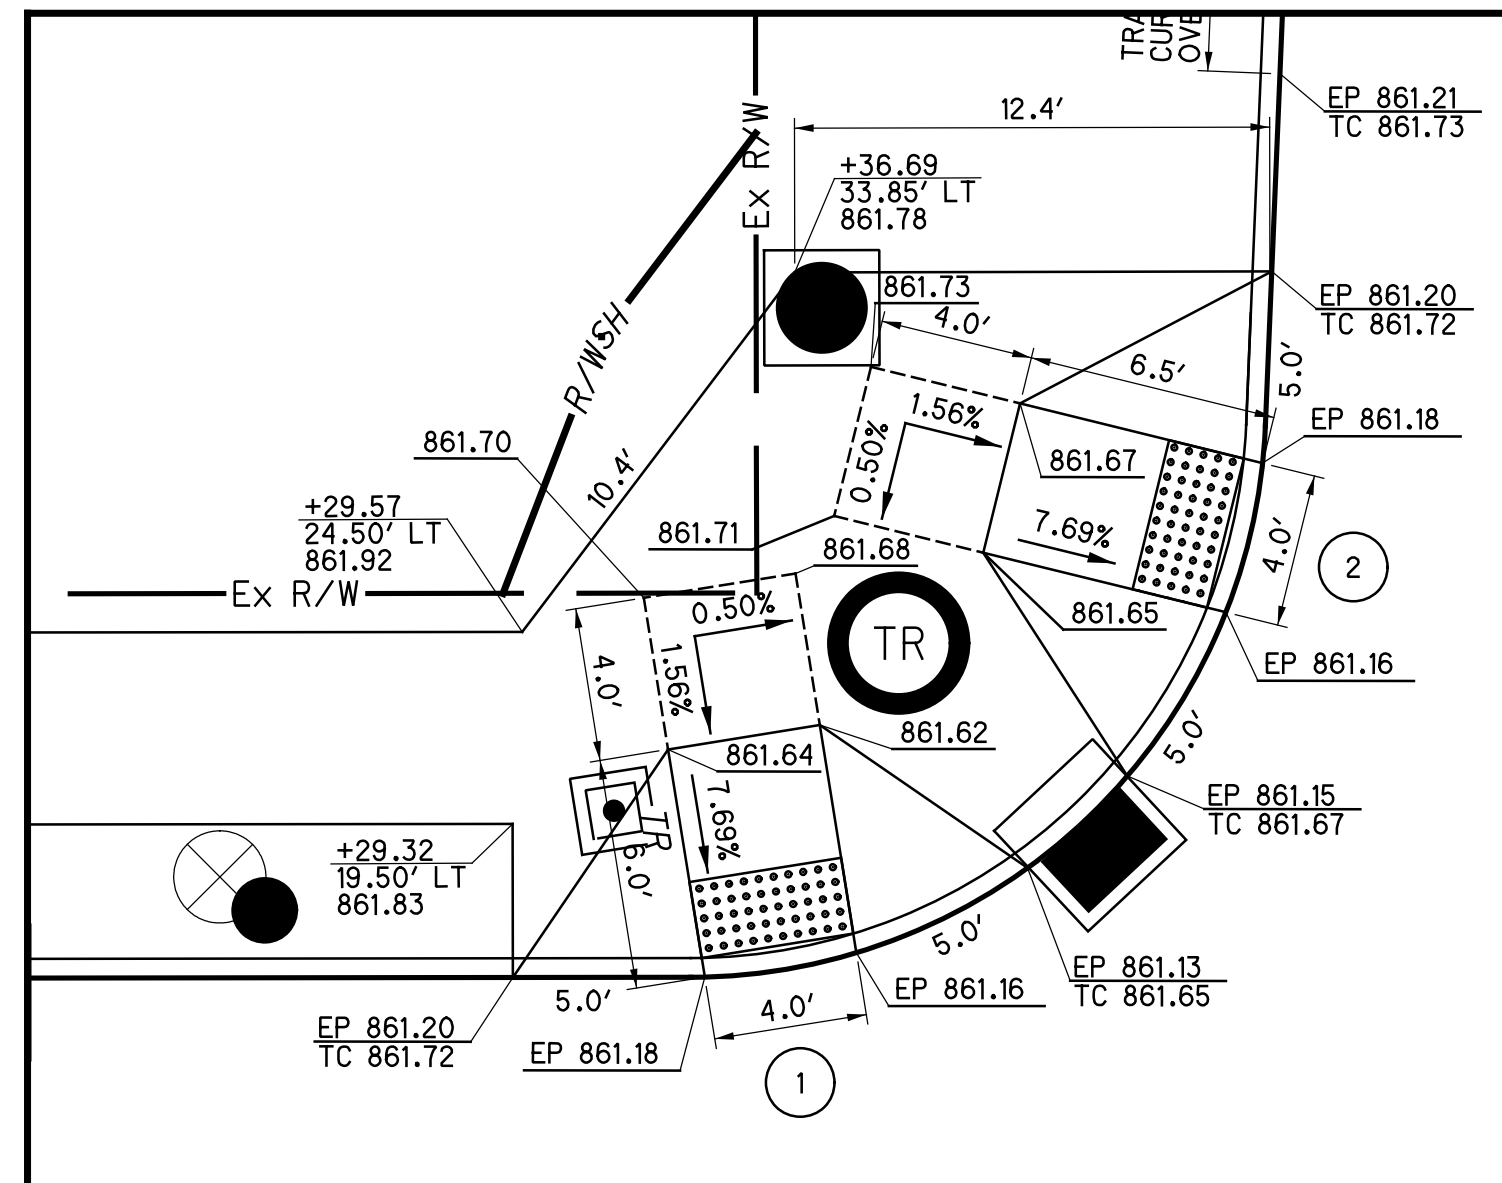 TRA
CUR
OVE
12.4′
EP 861.21
TC 861.73
Ex R/W
+36.69
33.85′ LT
861.78
861.73
4.0′
6.5′
5.0′
EP 861.20
TC 861.72
R/WSH
1.56%
0.50%
861.67
EP 861.18
861.70
10.4′
+29.57
24.50′ LT
861.92
7.69%
4.0′
2
861.71
861.68
Ex R/W
0.50%
TR
861.65
EP 861.16
4.0′
1.56%
861.62
861.64
5.0′
EP 861.15
TC 861.67
TR
7.69%
+29.32
19.50′ LT
861.83
6.0′
5.0′
EP 861.13
TC 861.65
EP 861.16
5.0′
4.0′
EP 861.20
TC 861.72
EP 861.18
1